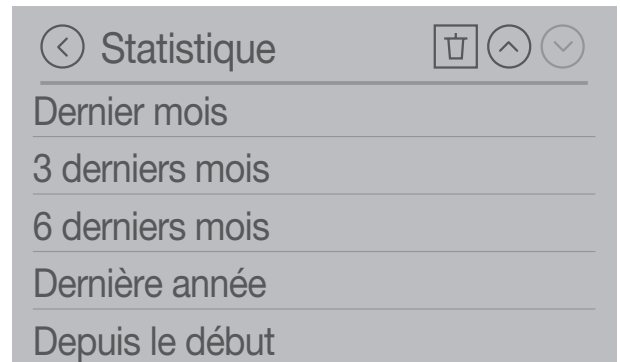 Statistique
Dernier mois
3 derniers mois
6 derniers mois
Dernière année
Depuis le début